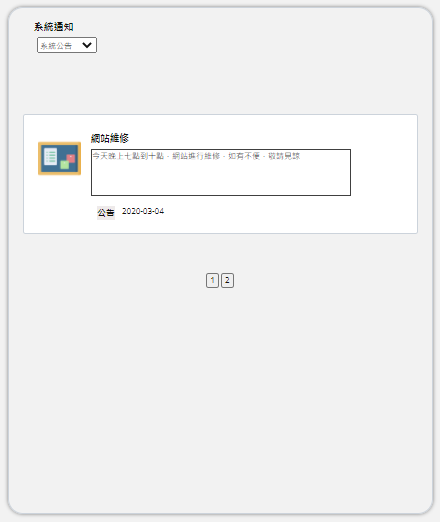 系統通知
系統公告
網站維修
今天晚上七點到十點，網站進行維修，如有不便，敬請見諒
公告 2020-03-04
1 2